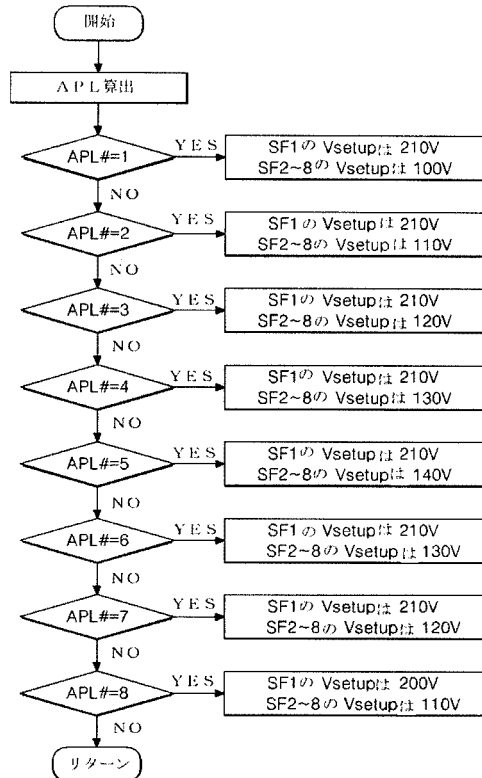 開始
APL算出
APL#=1
YES
SF1の Vsetupは 210V
SF2~8の Vsetupは 100V
NO
APL#=2
YES
SF1の Vsetupは 210V
SF2~8の Vsetupは 110V
NO
APL#=3
YES
SF1の Vsetupは 210V
SF2~8の Vsetupは 120V
NO
APL#=4
YES
SF1の Vsetupは 210V
SF2~8の Vsetupは 130V
NO
APL#=5
YES
SF1の Vsetupは 210V
SF2~8の Vsetupは 140V
NO
APL#=6
YES
SF1の Vsetupは 210V
SF2~8の Vsetupは 130V
NO
APL#=7
YES
SF1の Vsetupは 210V
SF2~8の Vsetupは 120V
NO
APL#=8
YES
SF1の Vsetupは 200V
SF2~8の Vsetupは 110V
NO
リターン